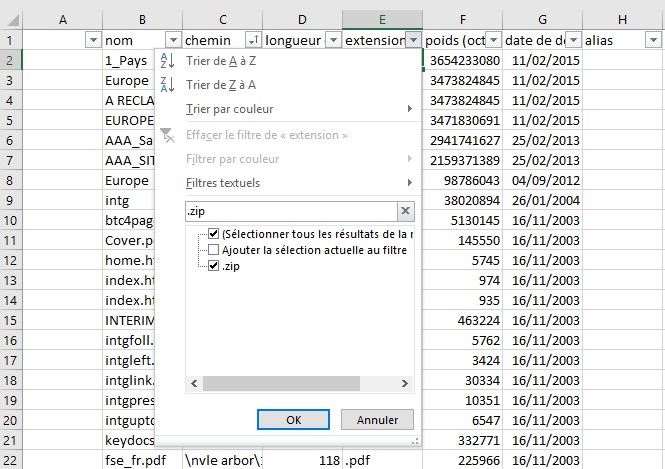 A B C D E F G H
1 nom chemin longueur extension poids (oct date de de alias
2 1_Pays 3654233080 11/02/2015
3 Europe 3473824845 11/02/2015
4 A RECLA 3473824845 11/02/2015
5 EUROPE 3471830691 11/02/2015
6 AAA_Sa 2941741627 25/02/2013
7 AAA_SIT 2159371389 25/02/2013
8 Europe 98786043 04/09/2012
9 intg 38020894 26/01/2004
10 btc4pag 5130145 16/11/2003
11 Cover.p 145550 16/11/2003
12 home.h 5745 16/11/2003
13 index.h 974 16/11/2003
14 index.h 935 16/11/2003
15 INTERIM 463224 16/11/2003
16 intgfoll. 5762 16/11/2003
17 intgleft. 3424 16/11/2003
18 intglink. 30334 16/11/2003
19 intgpres 10351 16/11/2003
20 intguptc 6547 16/11/2003
21 keydocs 332771 16/11/2003
22 fse_fr.pdf \nvle arbor\: 118 .pdf 225966 16/11/2003
Trier de A à Z
Trier de Z à A
Trier par couleur
Effacer le filtre de « extension »
Filtrer par couleur
Filtres textuels
.zip
(Sélectionner tous les résultats de la r
Ajouter la sélection actuelle au filtre
.zip
OK Annuler